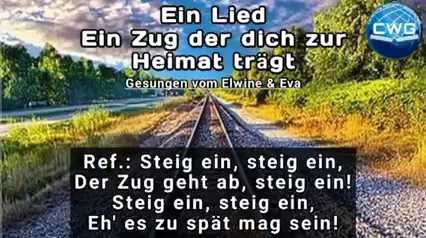 Ein Lied
CWG
Ein Zug der dich zur
Heimat trägt
Gesungen vom Elwine & Eva
Ref.: Steig ein, steig ein,
Der Zug geht ab, steig ein!
Steig ein, steig ein,
Eh' es zu spät mag sein!